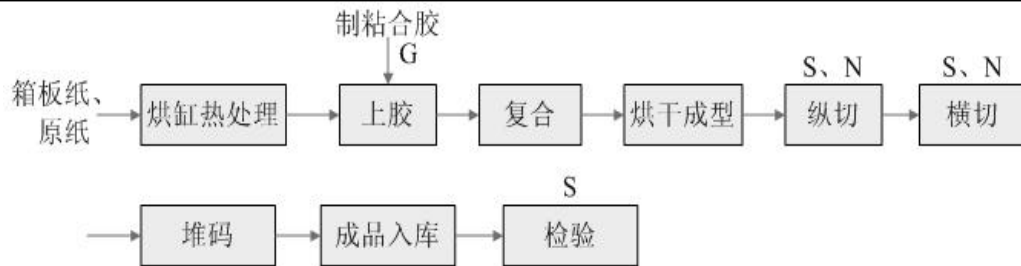 制粘合胶
G
S、N
S、N
箱板纸、
原纸
烘缸热处理
上胶
复合
烘干成型
纵切
横切
S
堆码
成品入库
检验